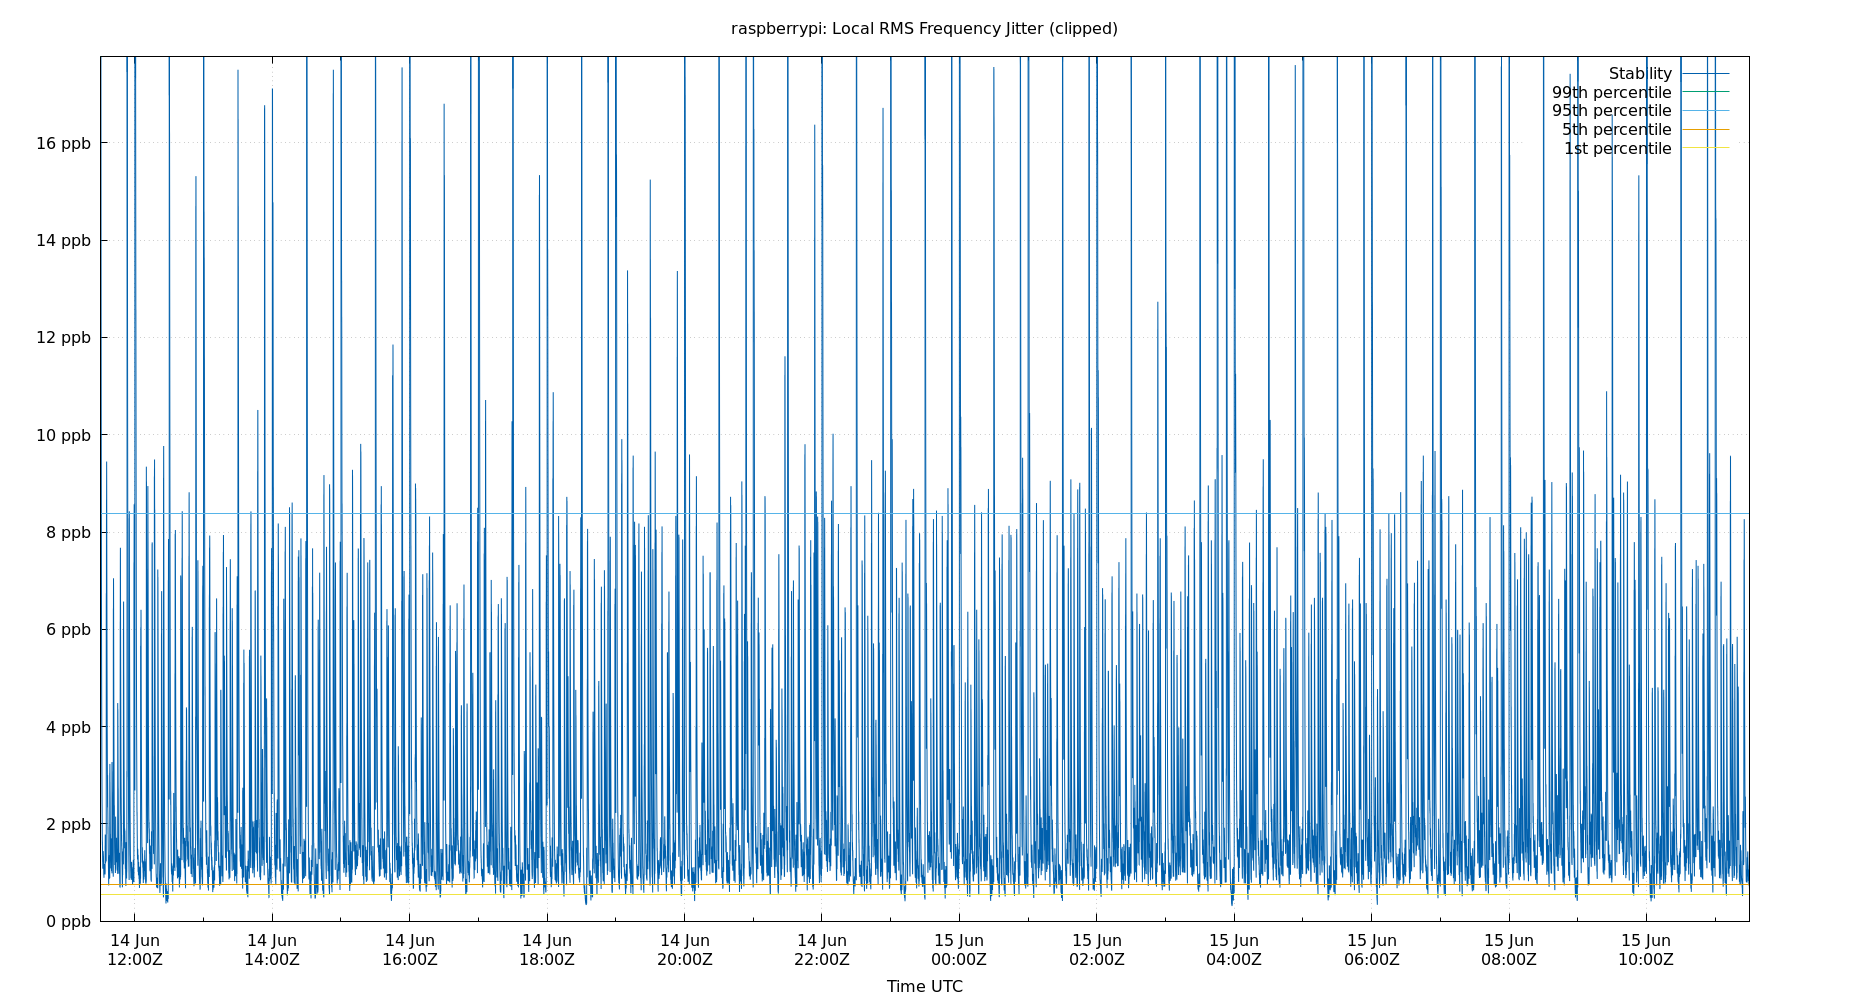 raspberrypi: Local RMS Frequency Jitter (clipped)
Stability
99th percentile
95th percentile
5th percentile
1st percentile
16 ppb
14 ppb
12 ppb
10 ppb
8 ppb
6 ppb
4 ppb
2 ppb
0 ppb
14 Jun 14 Jun 14 Jun 14 Jun 14 Jun 14 Jun 15 Jun 15 Jun 15 Jun 15 Jun 15 Jun 15 Jun
12:00Z 14:00Z 16:00Z 18:00Z 20:00Z 22:00Z 00:00Z 02:00Z 04:00Z 06:00Z 08:00Z 10:00Z
Time UTC